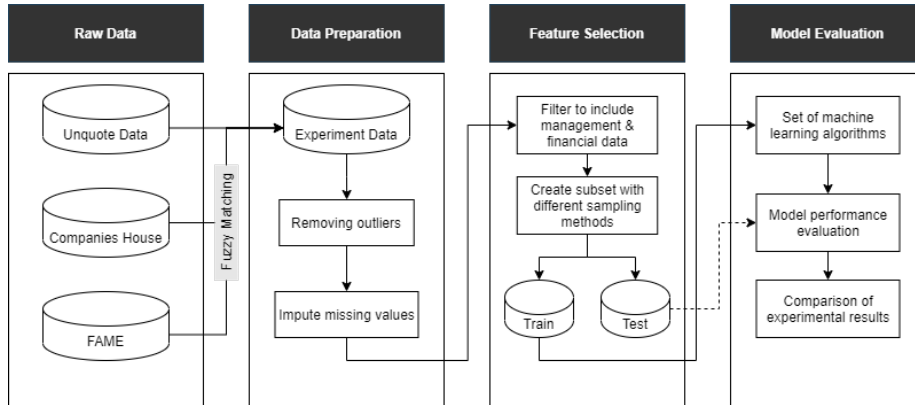 Raw Data
Data Preparation
Feature Selection
Model Evaluation
Unquote Data
Companies House
FAME
Fuzzy Matching
Experiment Data
Removing outliers
Impute missing values
Filter to include
management &
financial data
Create subset with
different sampling
methods
Train
Test
Set of machine
learning algorithms
Model performance
evaluation
Comparison of
experimental results